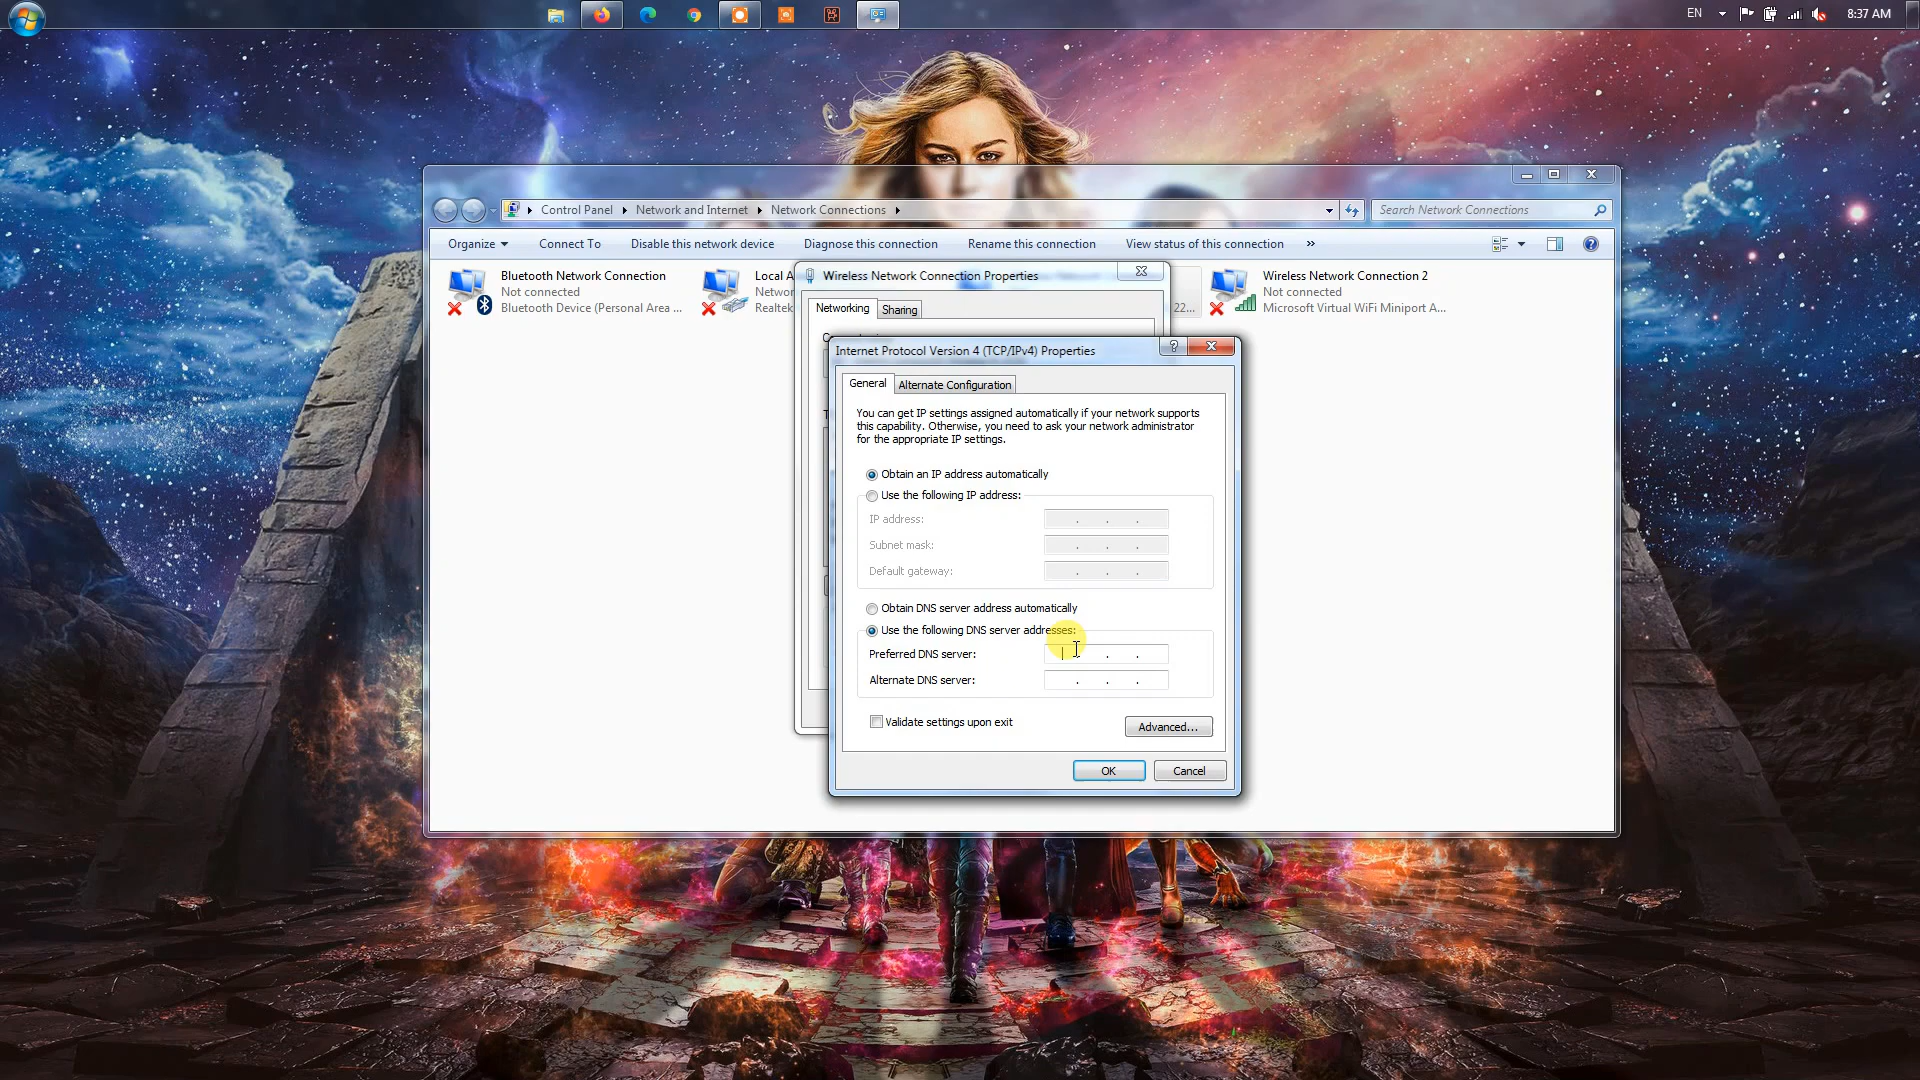 EN
8:37 AM
Control Panel
Network and Internet
Network Connections
Search Network Connections
Organize
Connect To
Disable this network device
Diagnose this connection
Rename this connection
View status of this connection
»
Bluetooth Network Connection
Not connected
Bluetooth Device (Personal Area ...
Local A
Networ
Realtek
22...
Wireless Network Connection 2
Not connected
Microsoft Virtual WiFi Miniport A...
Wireless Network Connection Properties
Networking
Sharing
Internet Protocol Version 4 (TCP/IPv4) Properties
General
Alternate Configuration
You can get IP settings assigned automatically if your network supports
this capability. Otherwise, you need to ask your network administrator
for the appropriate IP settings.
Obtain an IP address automatically
Use the following IP address:
IP address:
Subnet mask:
Default gateway:
Obtain DNS server address automatically
Use the following DNS server addresses:
Preferred DNS server:
Alternate DNS server:
Validate settings upon exit
Advanced...
OK
Cancel